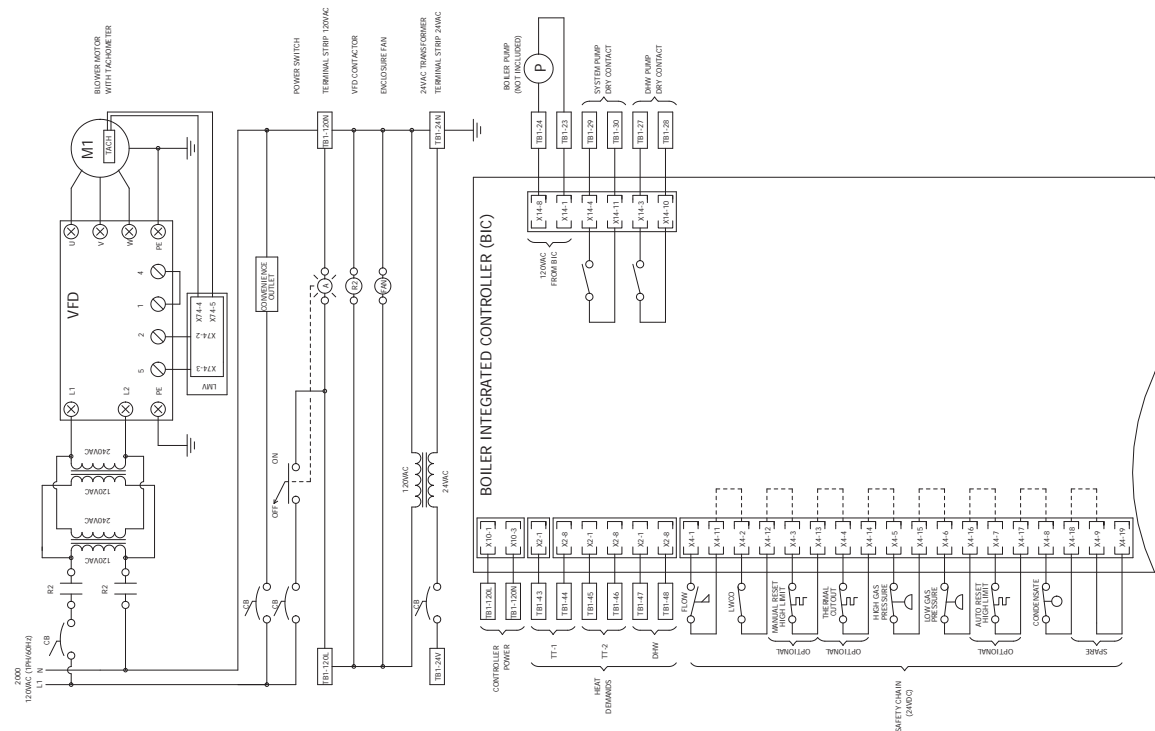 2000
120VAC (1PH/60Hz)
L1 N
CB
R2
R2
120VAC
240VAC
120VAC
240VAC
VFD
L1
L2
PE
U
V
W
PE
5
2
1
4
LMV
X74-3
X74-2
X74-4
X74-5
M1
TACH
BLOWER MOTOR
WITH TACHOMETER
CB
CB
OFF
ON
CONVENIENCE
OUTLET
POWER SWITCH
TB1-120L
A
TB1-120N
TERMINAL STRIP 120VAC
R2
VFD CONTACTOR
FAN
ENCLOSURE FAN
120VAC
24VAC
24VAC TRANSFORMER
TB1-24V
CB
TB1-24N
TERMINAL STRIP 24VAC
BOILER INTEGRATED CONTROLLER (BIC)
CONTROLLER
POWER
TB1-120L
TB1-120N
X10-1
X10-3
HEAT
DEMANDS
TT-1
TB1-43
TB1-44
X2-1
X2-8
TT-2
TB1-45
TB1-46
X2-1
X2-8
DHW
TB1-47
TB1-48
X2-1
X2-8
SAFETY CHAIN
(24VDC)
FLOW
X4-1
X4-11
LWCO
X4-2
X4-12
OPTIONAL
MANUAL RESET
HIGH LIMIT
X4-3
X4-13
OPTIONAL
THERMAL
CUTOUT
X4-4
X4-14
HIGH GAS
PRESSURE
X4-5
X4-15
LOW GAS
PRESSURE
X4-6
X4-16
OPTIONAL
AUTO RESET
HIGH LIMIT
X4-7
X4-17
CONDENSATE
X4-8
X4-18
SPARE
X4-9
X4-19
120VAC
FROM BIC
X14-8
X14-1
X14-4
X14-11
X14-3
X14-10
TB1-24
TB1-23
TB1-29
TB1-30
TB1-27
TB1-28
P
BOILER PUMP
(NOT INCLUDED)
SYSTEM PUMP
DRY CONTACT
DHW PUMP
DRY CONTACT